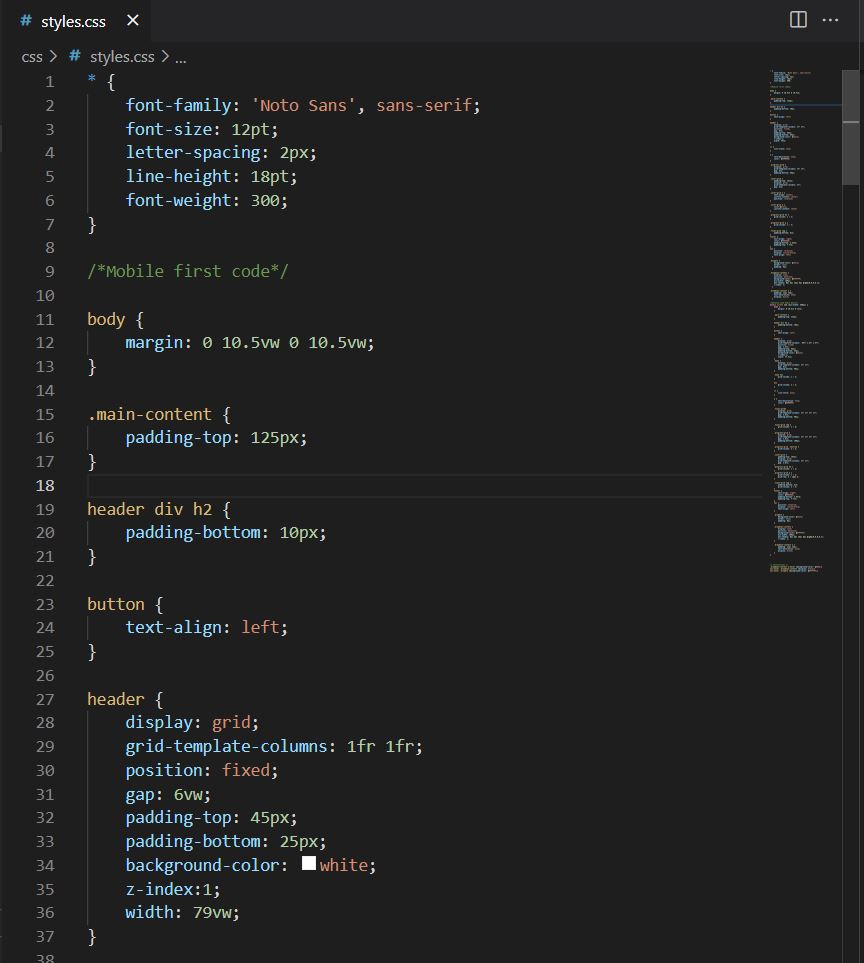 # styles.css ×
css > # styles.css > ...
1 * {
2     font-family: 'Noto Sans', sans-serif;
3     font-size: 12pt;
4     letter-spacing: 2px;
5     line-height: 18pt;
6     font-weight: 300;
7 }
8
9 /*Mobile first code*/
10
11 body {
12     margin: 0 10.5vw 0 10.5vw;
13 }
14
15 .main-content {
16     padding-top: 125px;
17 }
18
19 header div h2 {
20     padding-bottom: 10px;
21 }
22
23 button {
24     text-align: left;
25 }
26
27 header {
28     display: grid;
29     grid-template-columns: 1fr 1fr;
30     position: fixed;
31     gap: 6vw;
32     padding-top: 45px;
33     padding-bottom: 25px;
34     background-color: white;
35     z-index:1;
36     width: 79vw;
37 }
38